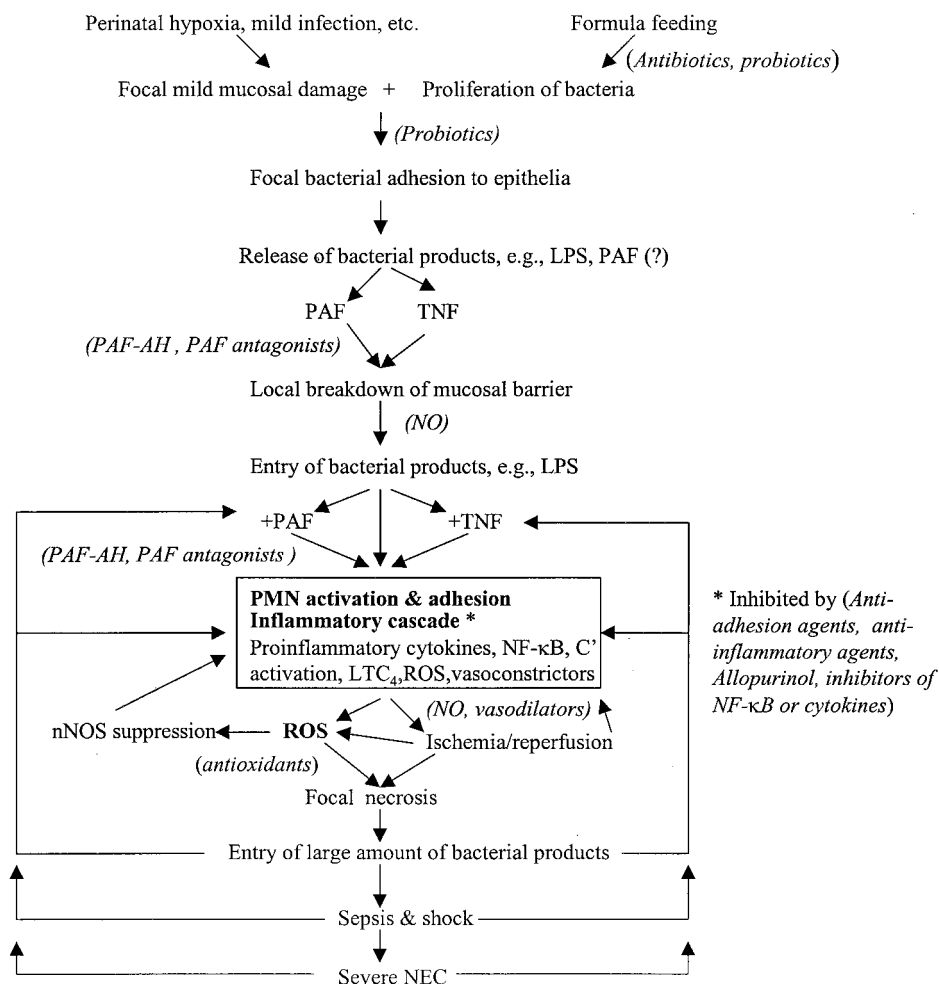 Perinatal hypoxia, mild infection, etc. Formula feeding
(Antibiotics, probiotics)
Focal mild mucosal damage + Proliferation of bacteria
(Probiotics)
Focal bacterial adhesion to epithelia
Release of bacterial products, e.g., LPS, PAF (?)
PAF TNF
(PAF-AH , PAF antagonists)
Local breakdown of mucosal barrier
(NO)
Entry of bacterial products, e.g., LPS
+PAF +TNF
(PAF-AH, PAF antagonists )
PMN activation & adhesion
Inflammatory cascade *
Proinflammatory cytokines, NF-κB, C'
activation, LTC₄,ROS,vasoconstrictors
* Inhibited by (Anti-
adhesion agents, anti-
inflammatory agents,
Allopurinol, inhibitors of
NF-κB or cytokines)
(NO, vasodilators)
nNOS suppression ROS Ischemia/reperfusion
(antioxidants)
Focal necrosis
Entry of large amount of bacterial products
Sepsis & shock
Severe NEC